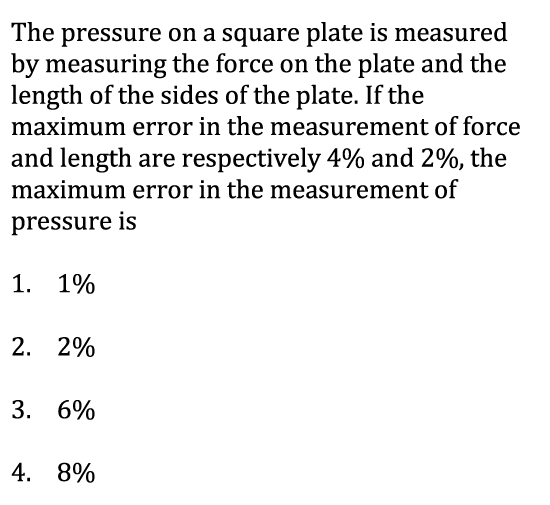 The pressure on a square plate is measured
by measuring the force on the plate and the
length of the sides of the plate. If the
maximum error in the measurement of force
and length are respectively 4% and 2%, the
maximum error in the measurement of
pressure is
1. 1%
2. 2%
3. 6%
4. 8%